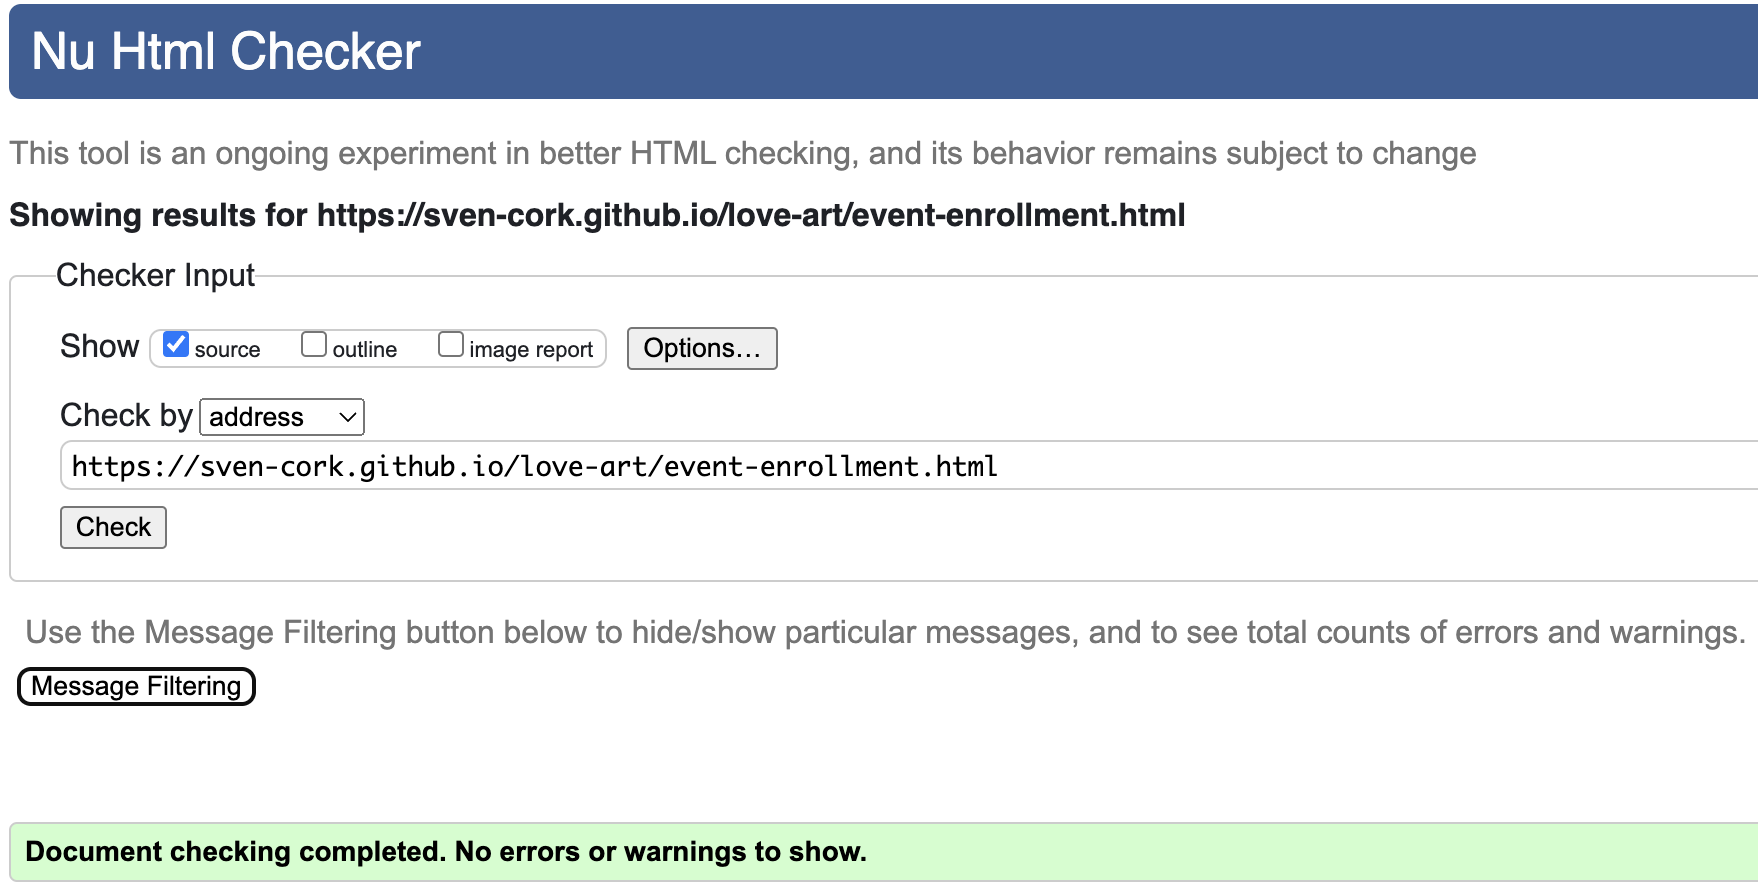 Nu Html Checker
This tool is an ongoing experiment in better HTML checking, and its behavior remains subject to change
Showing results for https://sven-cork.github.io/love-art/event-enrollment.html
Checker Input
Show source outline image report Options...
Check by address
https://sven-cork.github.io/love-art/event-enrollment.html
Check
Use the Message Filtering button below to hide/show particular messages, and to see total counts of errors and warnings.
Message Filtering
Document checking completed. No errors or warnings to show.